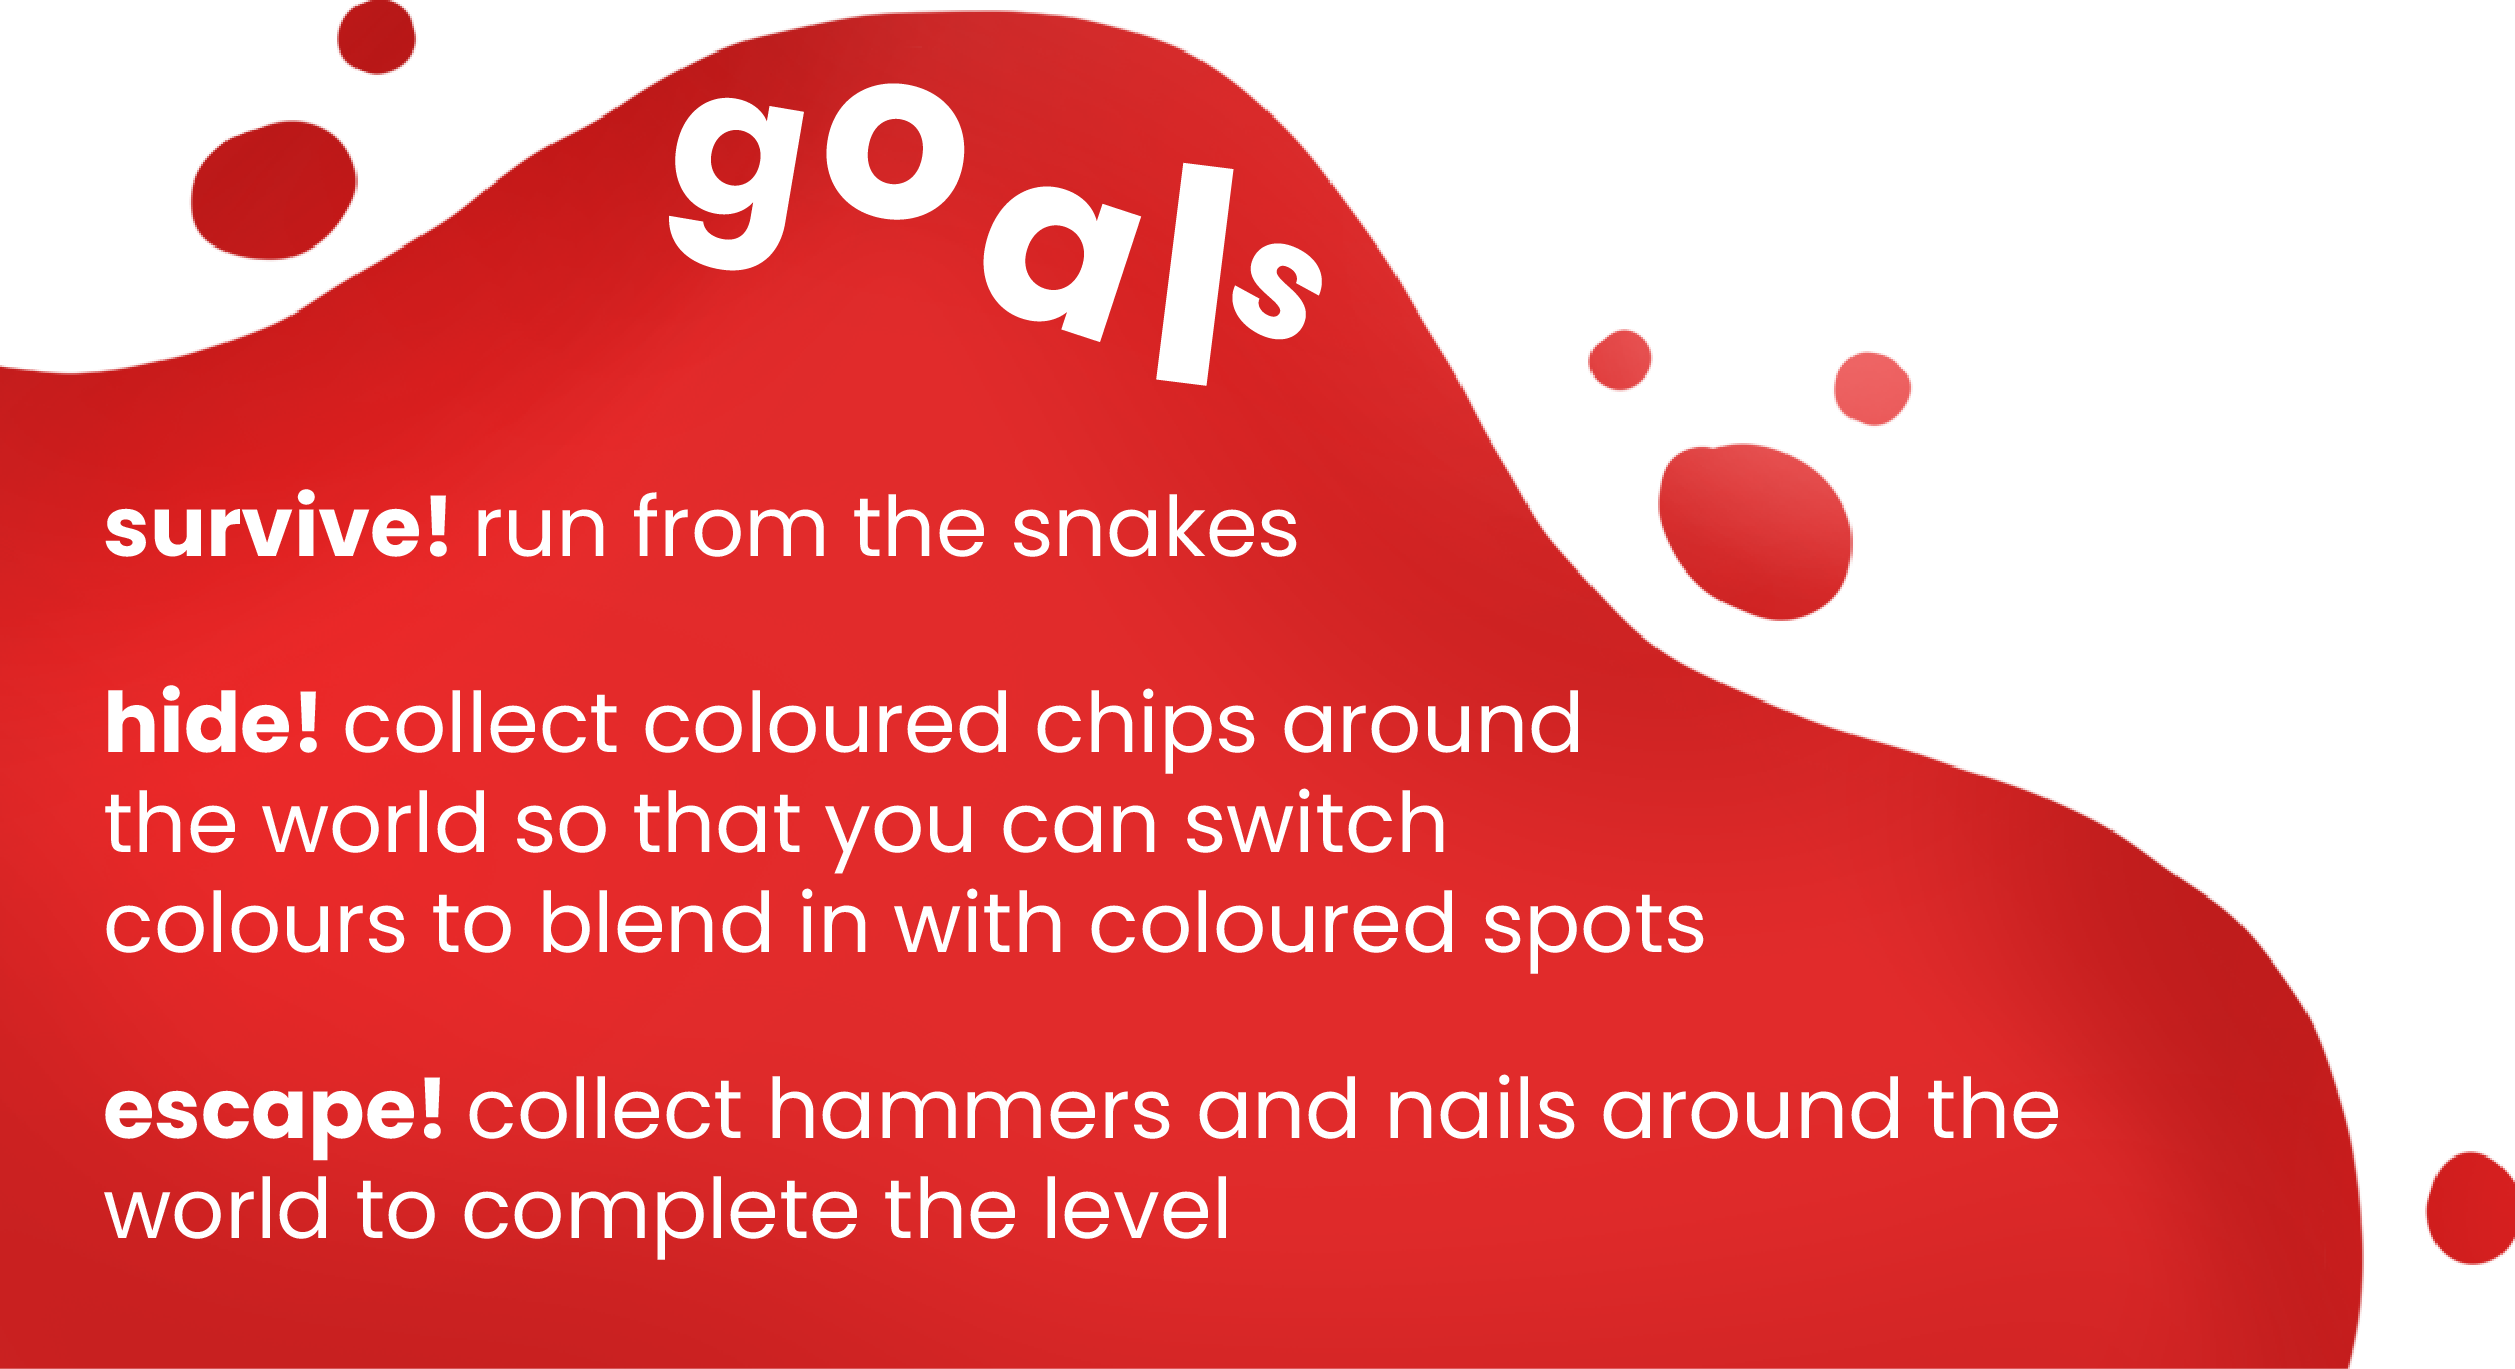 goals
survive! run from the snakes
hide! collect coloured chips around
the world so that you can switch
colours to blend in with coloured spots
escape! collect hammers and nails around the
world to complete the level